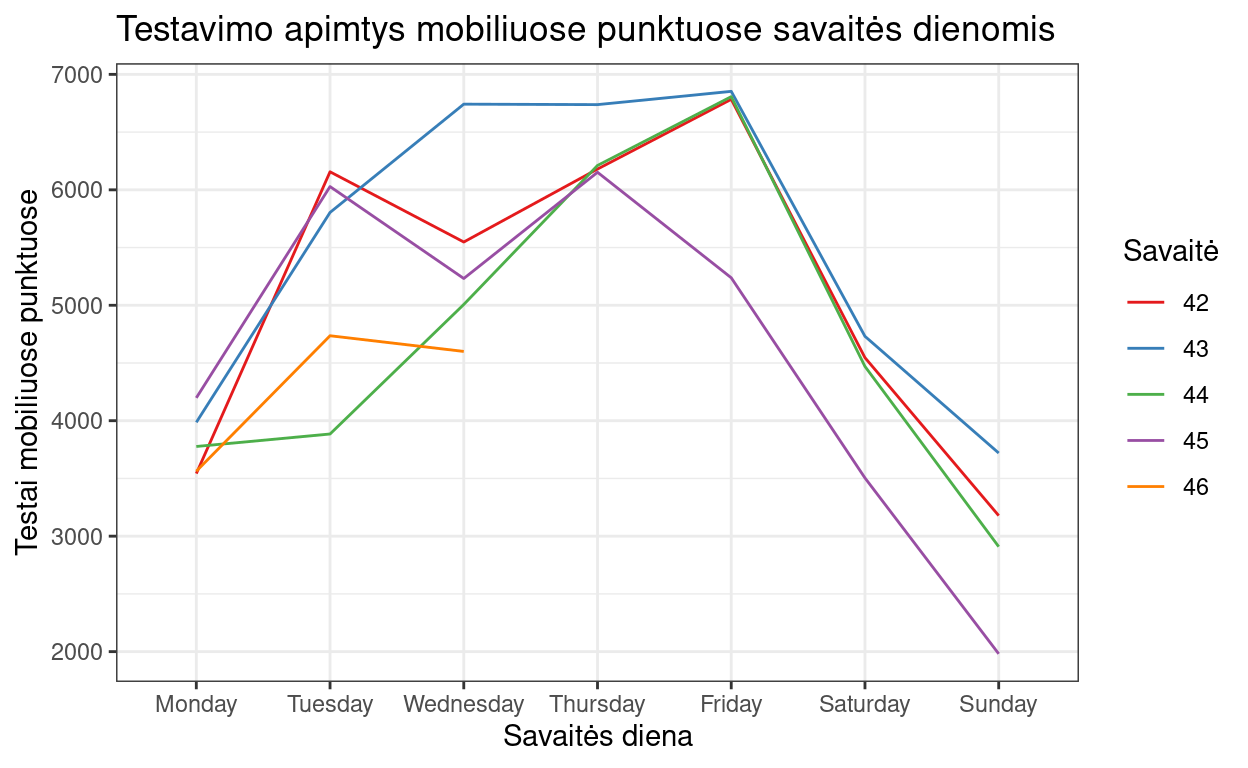 Testavimo apimtys mobiliuose punktuose savaitės dienomis
Testai mobiliuose punktuose
7000
6000
5000
4000
3000
2000
Monday
Tuesday
Wednesday
Thursday
Friday
Saturday
Sunday
Savaitės diena
Savaitė
42
43
44
45
46